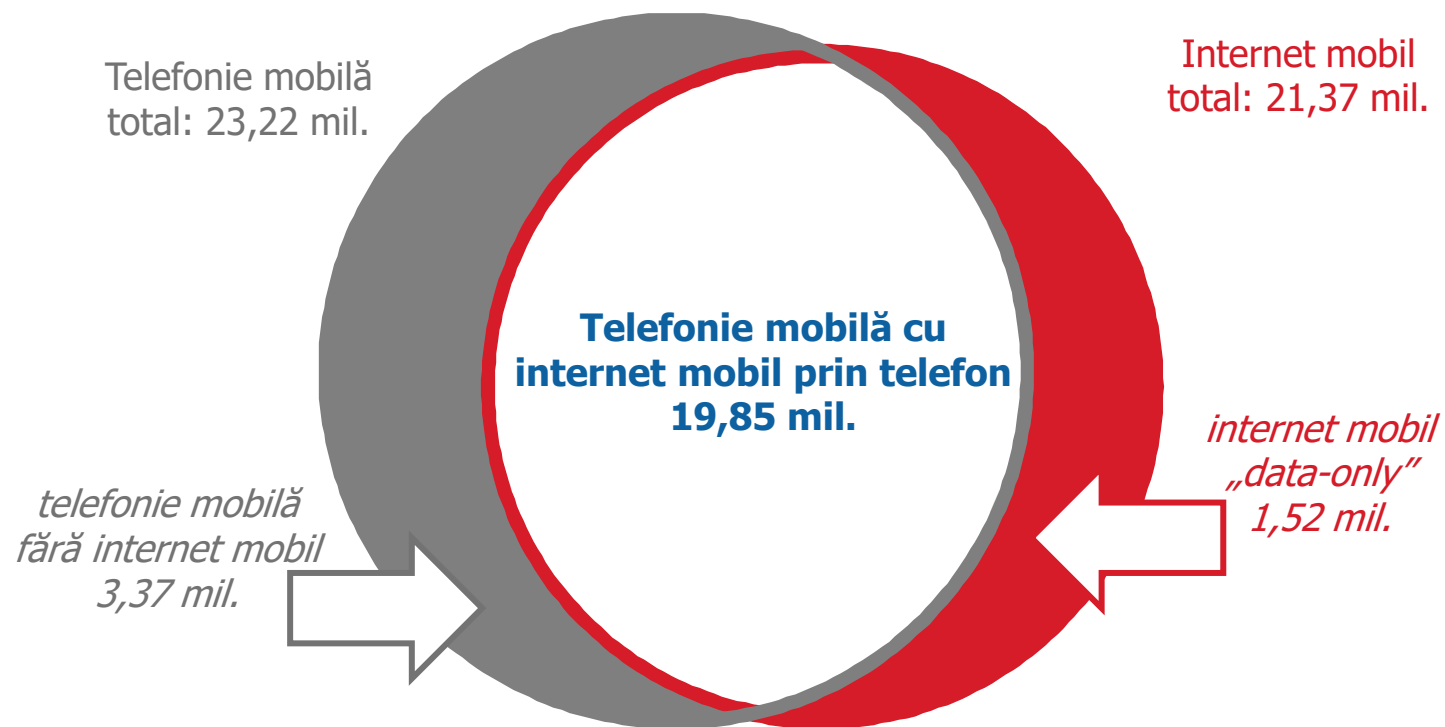 Telefonie mobilă
total: 23,22 mil.
Internet mobil
total: 21,37 mil.
Telefonie mobilă cu
internet mobil prin telefon
19,85 mil.
internet mobil
„data-only”
1,52 mil.
telefonie mobilă
fără internet mobil
3,37 mil.